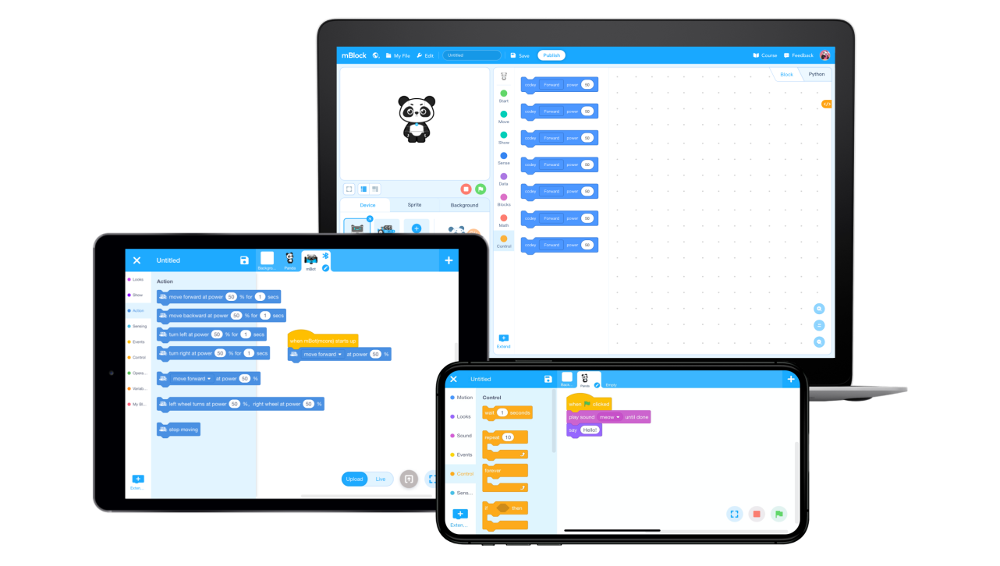 mBlock
My File
Edit
Untitled
Save
Publish
Course
Feedback
Block
Python
Start
Move
Show
Sense
Data
Blocks
Math
Control
Extend
codey Forward power 50
codey Forward power 50
codey Forward power 50
codey Forward power 50
codey Forward power 50
codey Forward power 50
codey Forward power 50
Device
Sprite
Background
Untitled
Backgro...
Panda
mBot
Looks
Show
Action
Sensing
Events
Control
Opera...
Variab...
My Bl...
Exten...
Action
move forward at power 50 % for 1 secs
move backward at power 50 % for 1 secs
turn left at power 50 % for 1 secs
turn right at power 50 % for 1 secs
move forward at power 50 %
left wheel turns at power 50 %, right wheel at power 50 %
stop moving
when mBot(mcore) starts up
move forward at power 50 %
Upload
Live
Untitled
Back...
Panda
Empty
Motion
Looks
Sound
Events
Control
Sens...
Exten...
Control
wait 1 seconds
repeat 10
forever
if then
when clicked
play sound meow until done
say Hello!